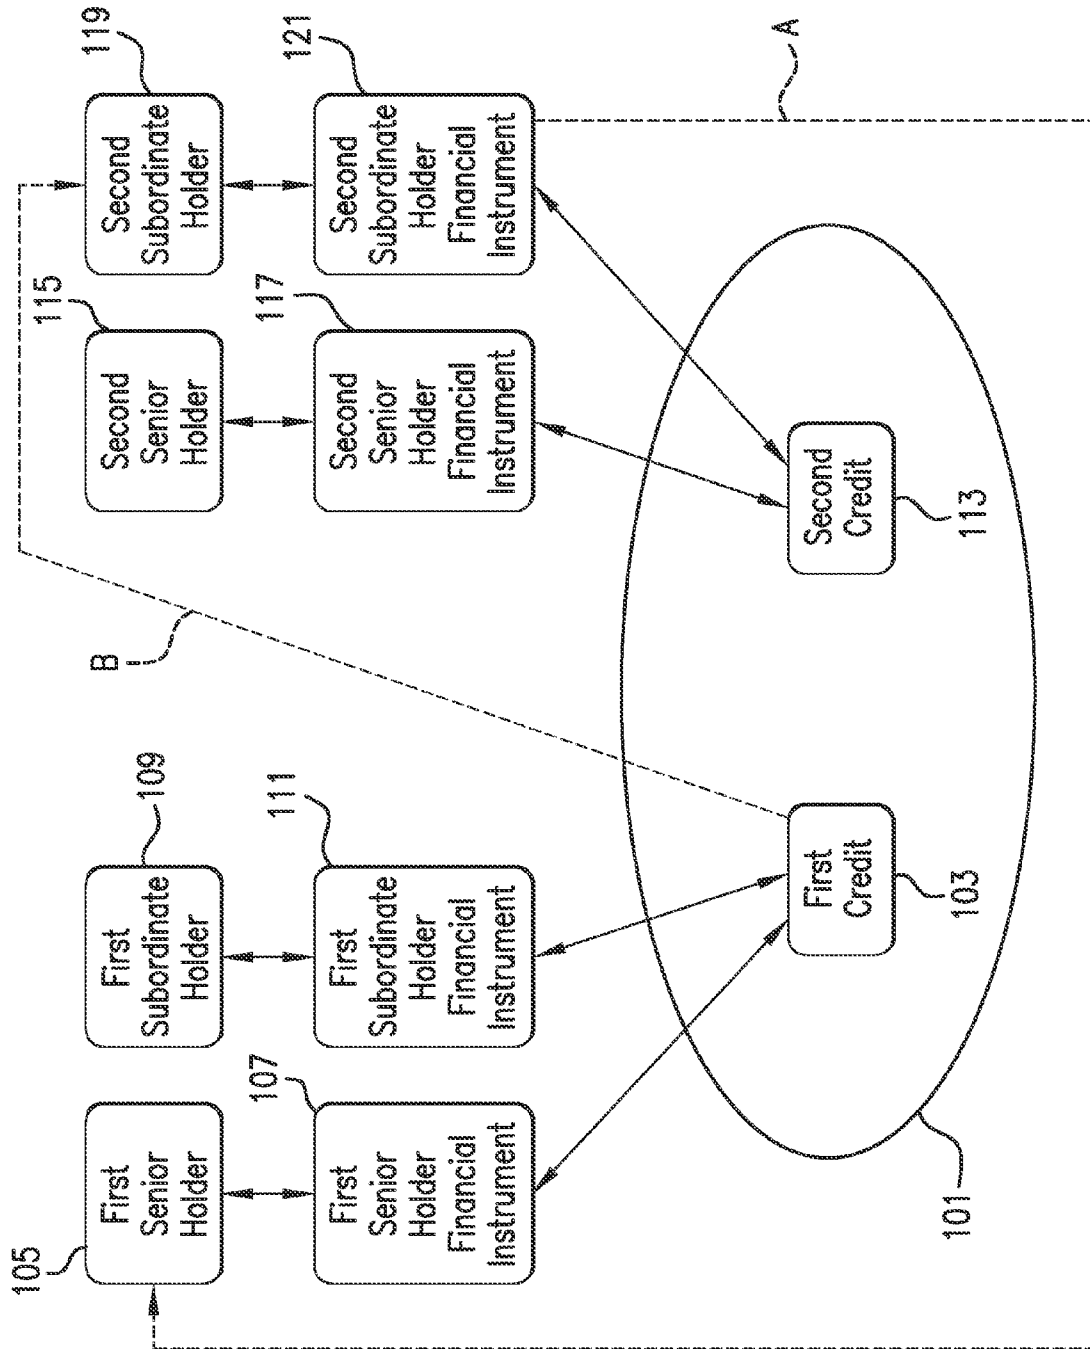 105
First
Senior
Holder
109
First
Subordinate
Holder
B
115
Second
Senior
Holder
119
Second
Subordinate
Holder
107
First
Senior
Holder
Financial
Instrument
111
First
Subordinate
Holder
Financial
Instrument
117
Second
Senior
Holder
Financial
Instrument
121
Second
Subordinate
Holder
Financial
Instrument
First
Credit
103
Second
Credit
113
101
A